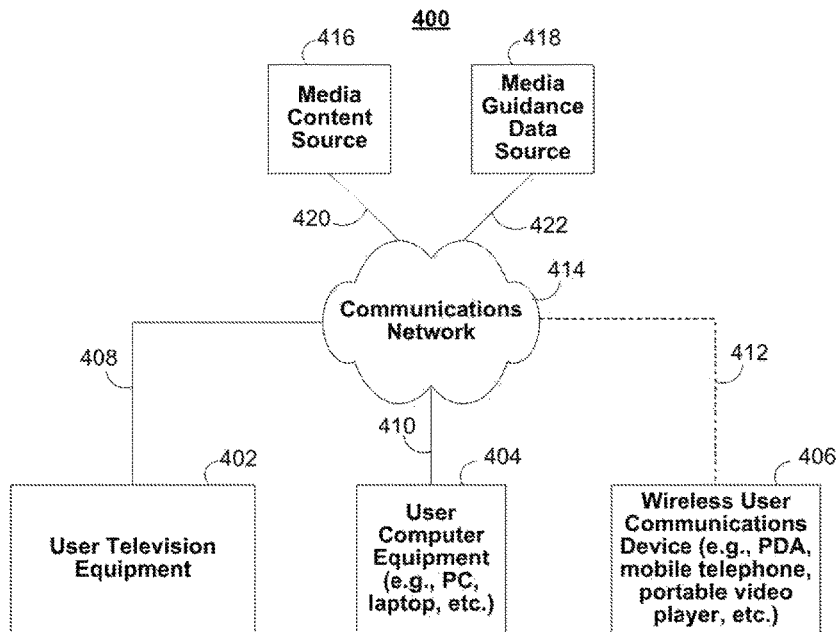 400
416
418
Media
Content
Source
Media
Guidance
Data
Source
420
422
414
Communications
Network
408
412
410
402
404
406
User Television
Equipment
User
Computer
Equipment
(e.g., PC,
laptop, etc.)
Wireless User
Communications
Device (e.g., PDA,
mobile telephone,
portable video
player, etc.)